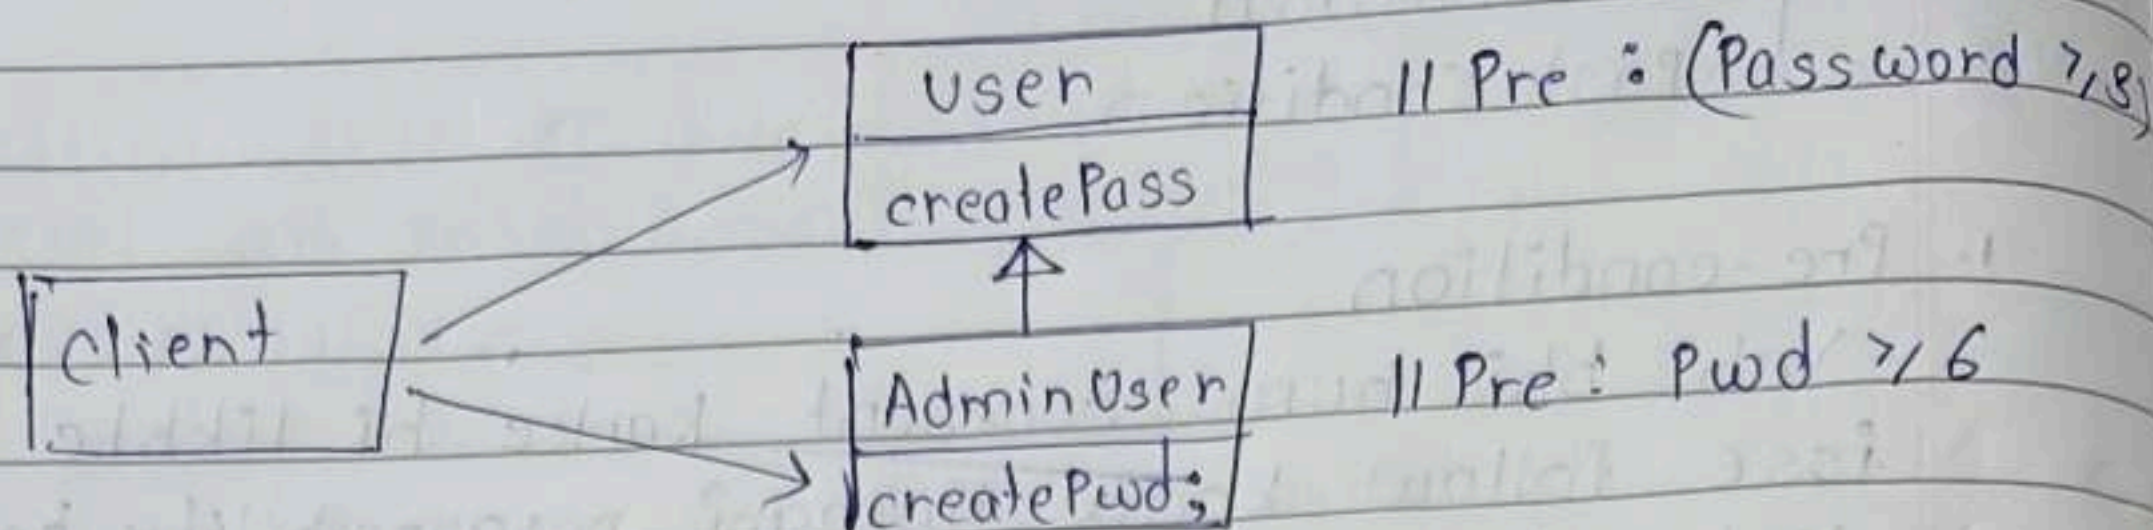 User || Pre : (Password >= 8)
createPass
Client
AdminUser || Pre : Pwd >= 6
createPwd;